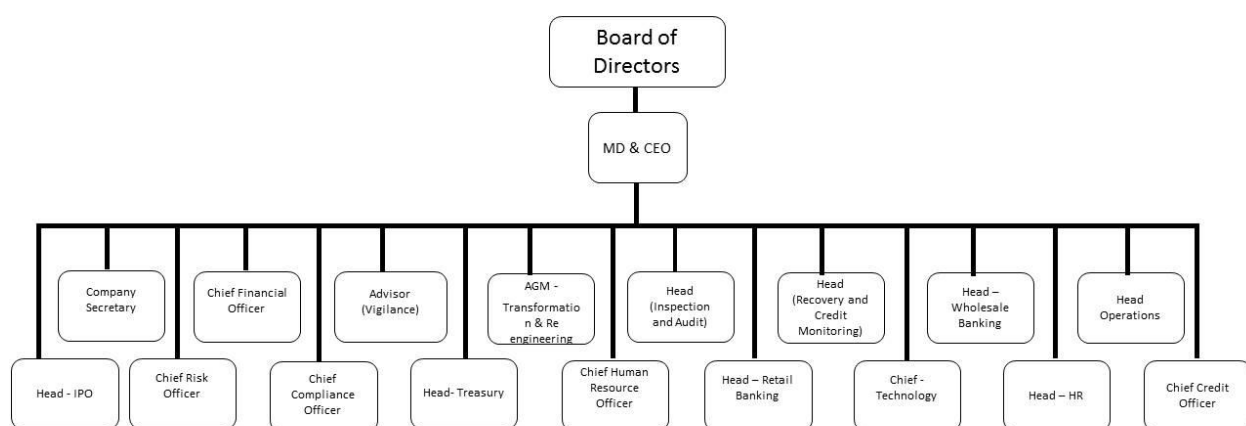 Board of
Directors
MD & CEO
Company
Secretary
Chief Financial
Officer
Advisor
(Vigilance)
AGM -
Transformatio
n & Re
engineering
Head
(Inspection
and Audit)
Head
(Recovery and
Credit
Monitoring)
Head –
Wholesale
Banking
Head
Operations
Head - IPO
Chief Risk
Officer
Chief
Compliance
Officer
Head- Treasury
Chief Human
Resource
Officer
Head – Retail
Banking
Chief -
Technology
Head – HR
Chief Credit
Officer